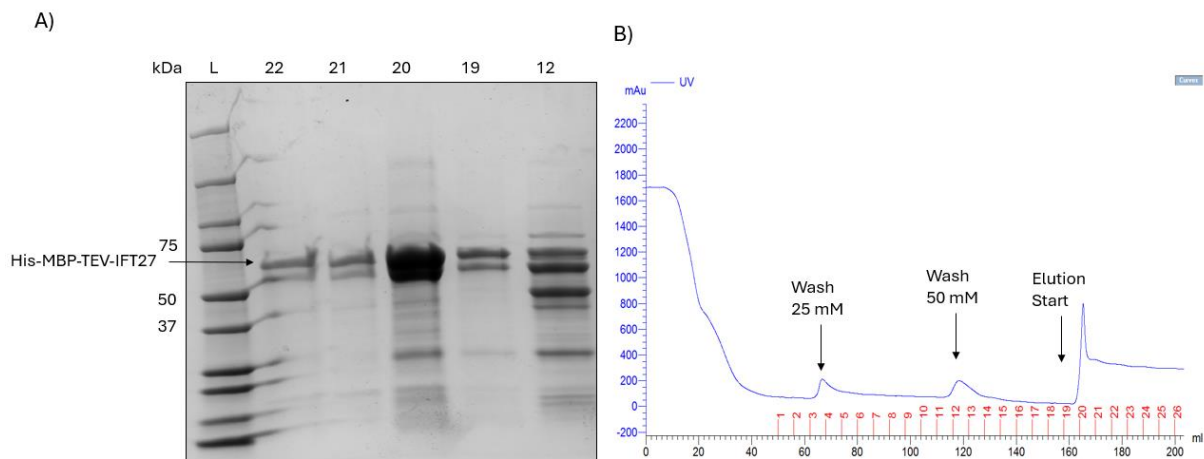 A)
kDa L 22 21 20 19 12
75
His-MBP-TEV-IFT27
50
37
B)
UV
mAu
Curves
2200
2000
1800
1600
1400
1200
1000
800
600
400
200
0
-200
Wash
25 mM
Wash
50 mM
Elution
Start
1 2 3 4 5 6 7 8 9 10 11 12 13 14 15 16 17 18 19 20 21 22 23 24 25 26
0 20 40 60 80 100 120 140 160 180 200 ml